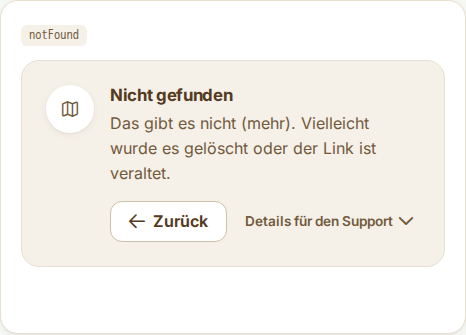 notFound
Nicht gefunden
Das gibt es nicht (mehr). Vielleicht
wurde es gelöscht oder der Link ist
veraltet.
Zurück
Details für den Support